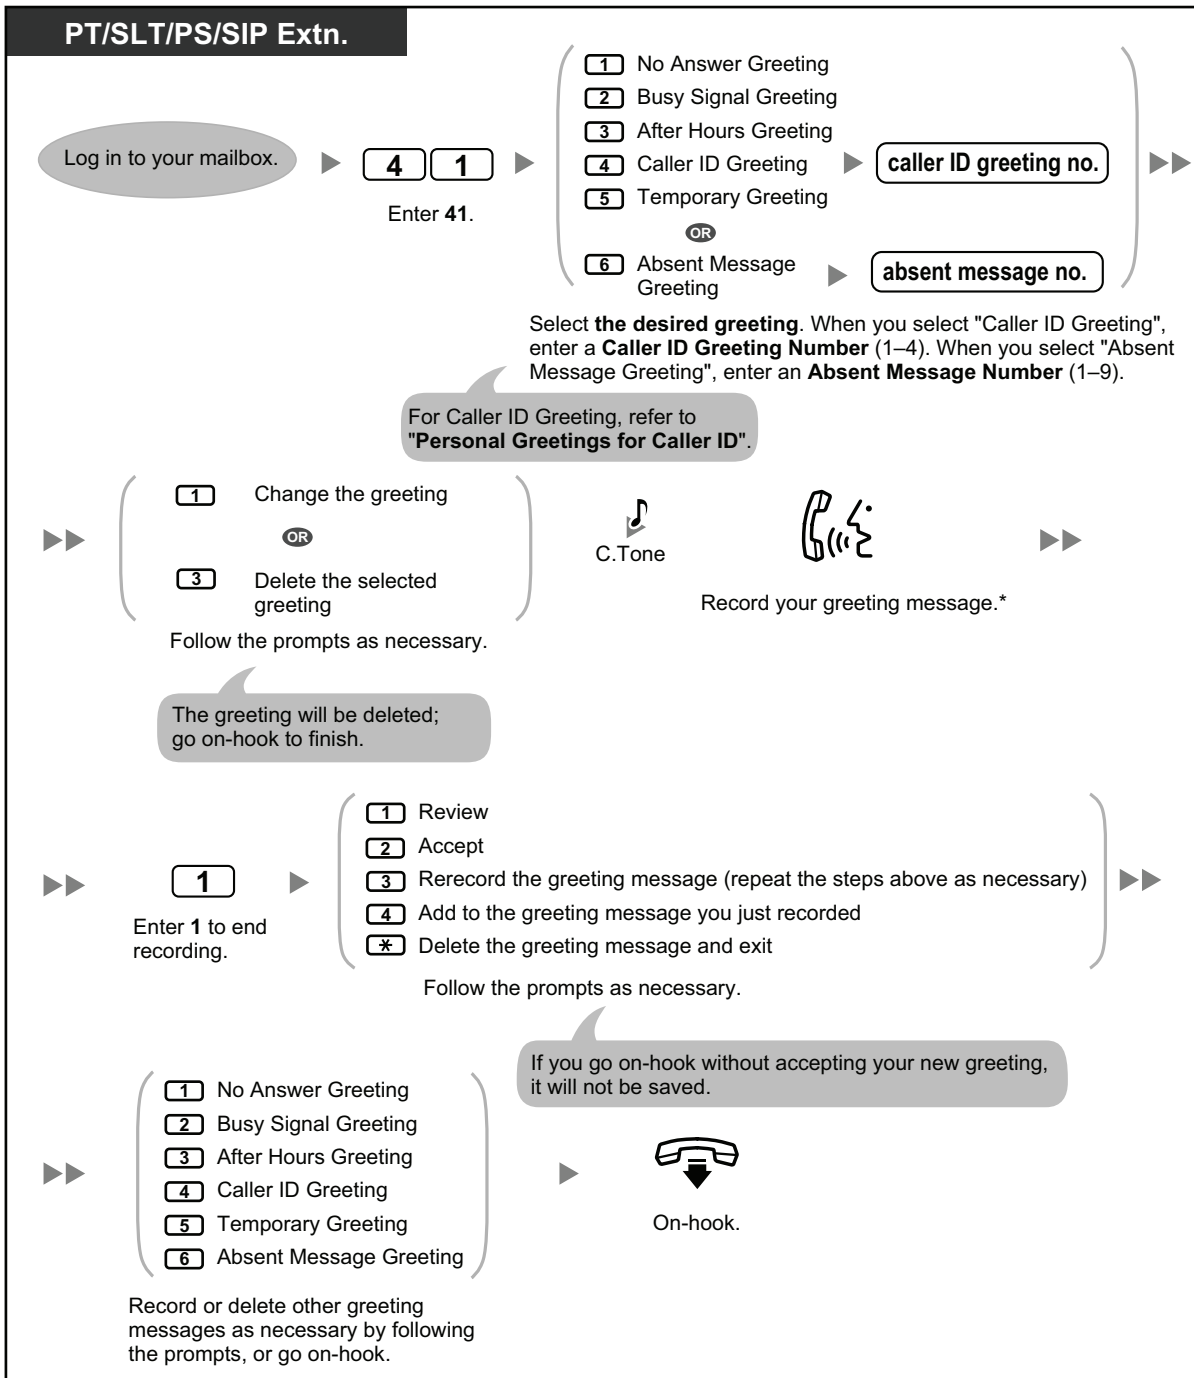 PT/SLT/PS/SIP Extn.
Log in to your mailbox.
4 1
Enter 41.
1 No Answer Greeting
2 Busy Signal Greeting
3 After Hours Greeting
4 Caller ID Greeting
caller ID greeting no.
5 Temporary Greeting
OR
6 Absent Message
Greeting
absent message no.
Select the desired greeting. When you select "Caller ID Greeting",
enter a Caller ID Greeting Number (1–4). When you select "Absent
Message Greeting", enter an Absent Message Number (1–9).
For Caller ID Greeting, refer to
"Personal Greetings for Caller ID".
1 Change the greeting
OR
3 Delete the selected
greeting
Follow the prompts as necessary.
The greeting will be deleted;
go on-hook to finish.
C.Tone
Record your greeting message.*
1
Enter 1 to end
recording.
1 Review
2 Accept
3 Rerecord the greeting message (repeat the steps above as necessary)
4 Add to the greeting message you just recorded
* Delete the greeting message and exit
Follow the prompts as necessary.
If you go on-hook without accepting your new greeting,
it will not be saved.
1 No Answer Greeting
2 Busy Signal Greeting
3 After Hours Greeting
4 Caller ID Greeting
5 Temporary Greeting
6 Absent Message Greeting
Record or delete other greeting
messages as necessary by following
the prompts, or go on-hook.
On-hook.